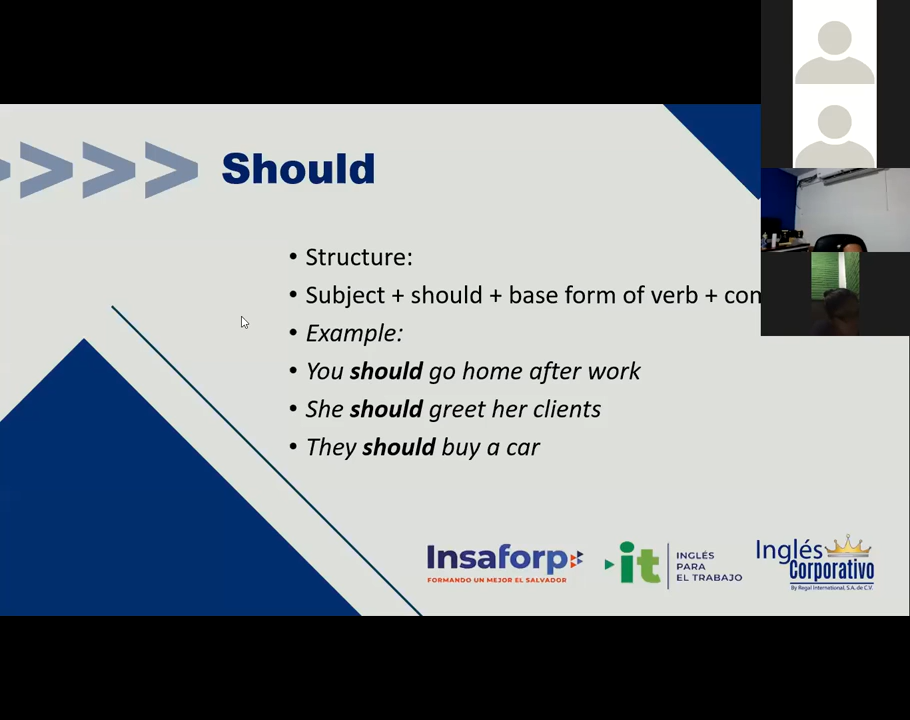 Should
• Structure:
• Subject + should + base form of verb +
• Example:
• You should go home after work
• She should greet her clients
• They should buy a car
Insaforp
FORMANDO UN MEJOR EL SALVADOR
it
INGLÉS
PARA
EL TRABAJO
Inglés
Corporativo
By Regal International, S.A. de C.V.